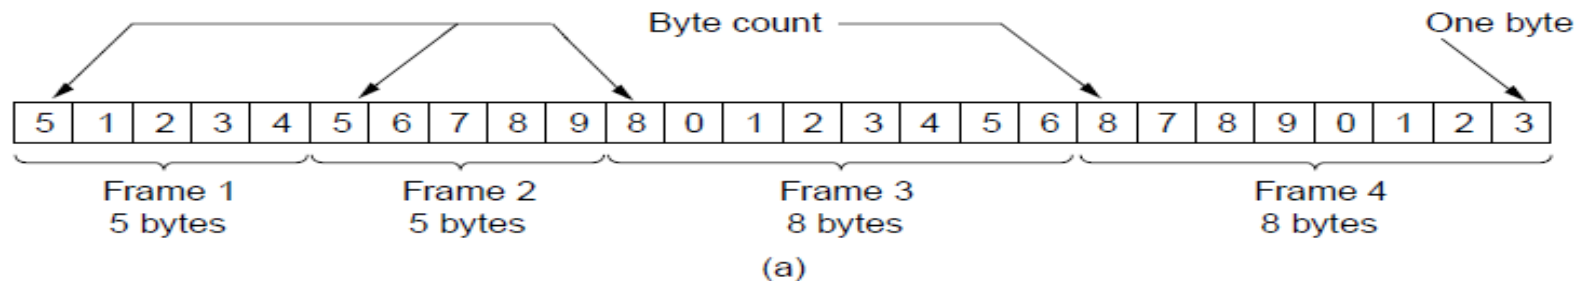 Byte count One byte
5 1 2 3 4 5 6 7 8 9 8 0 1 2 3 4 5 6 8 7 8 9 0 1 2 3
Frame 1 Frame 2 Frame 3 Frame 4
5 bytes 5 bytes 8 bytes 8 bytes
(a)